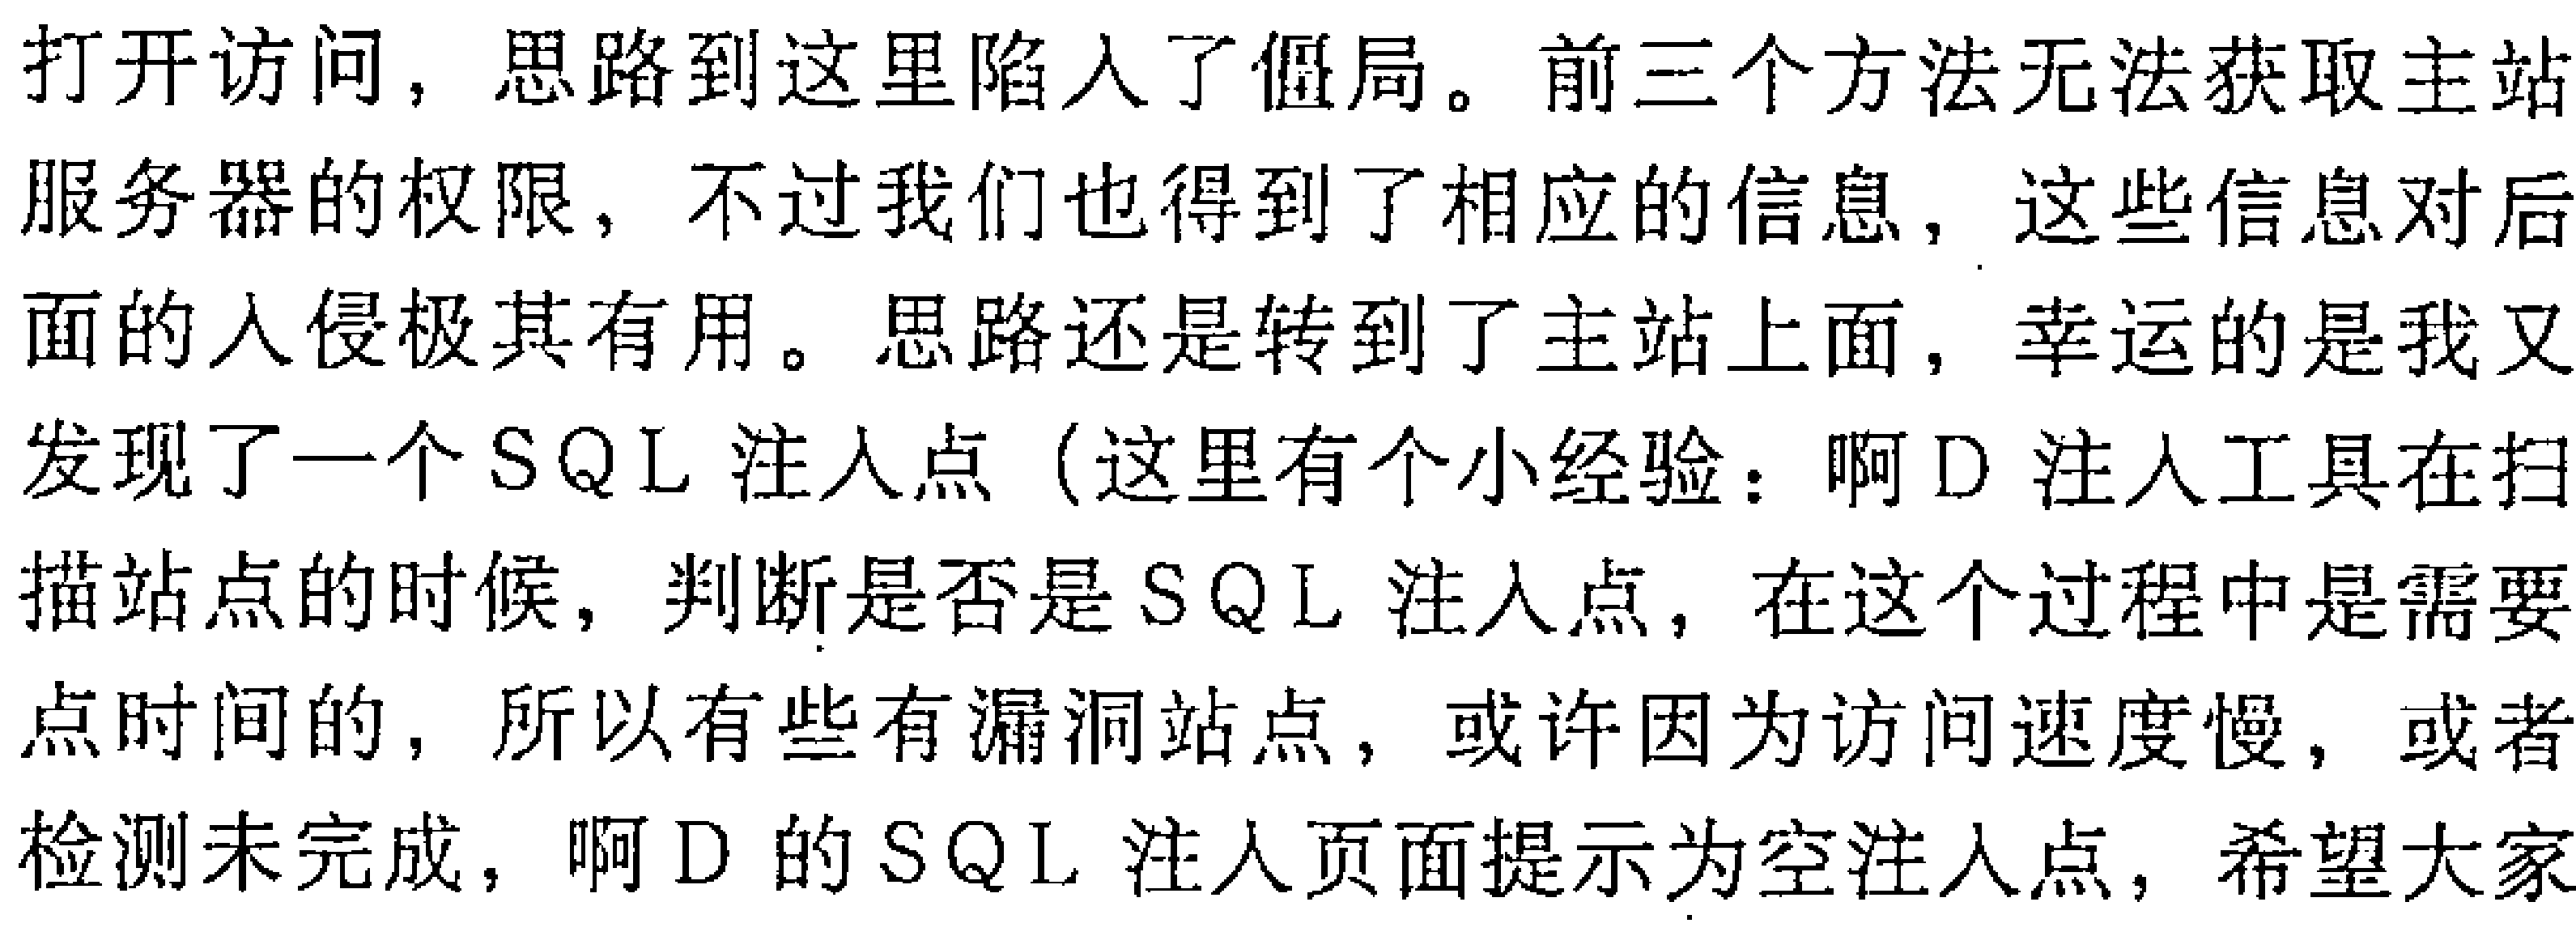 打开访问，思路到这里陷入了僵局。前三个方法无法获取主站
服务器的权限，不过我们也得到了相应的信息，这些信息对后
面的入侵极其有用。思路还是转到了主站上面，幸运的是我又
发现了一个SQL 注入点（这里有个小经验：啊D 注入工具在扫
描站点的时候，判断是否是SQL 注入点，在这个过程中是需要
点时间的，所以有些有漏洞站点，或许因为访问速度慢，或者
检测未完成，啊D 的SQL 注入页面提示为空注入点，希望大家